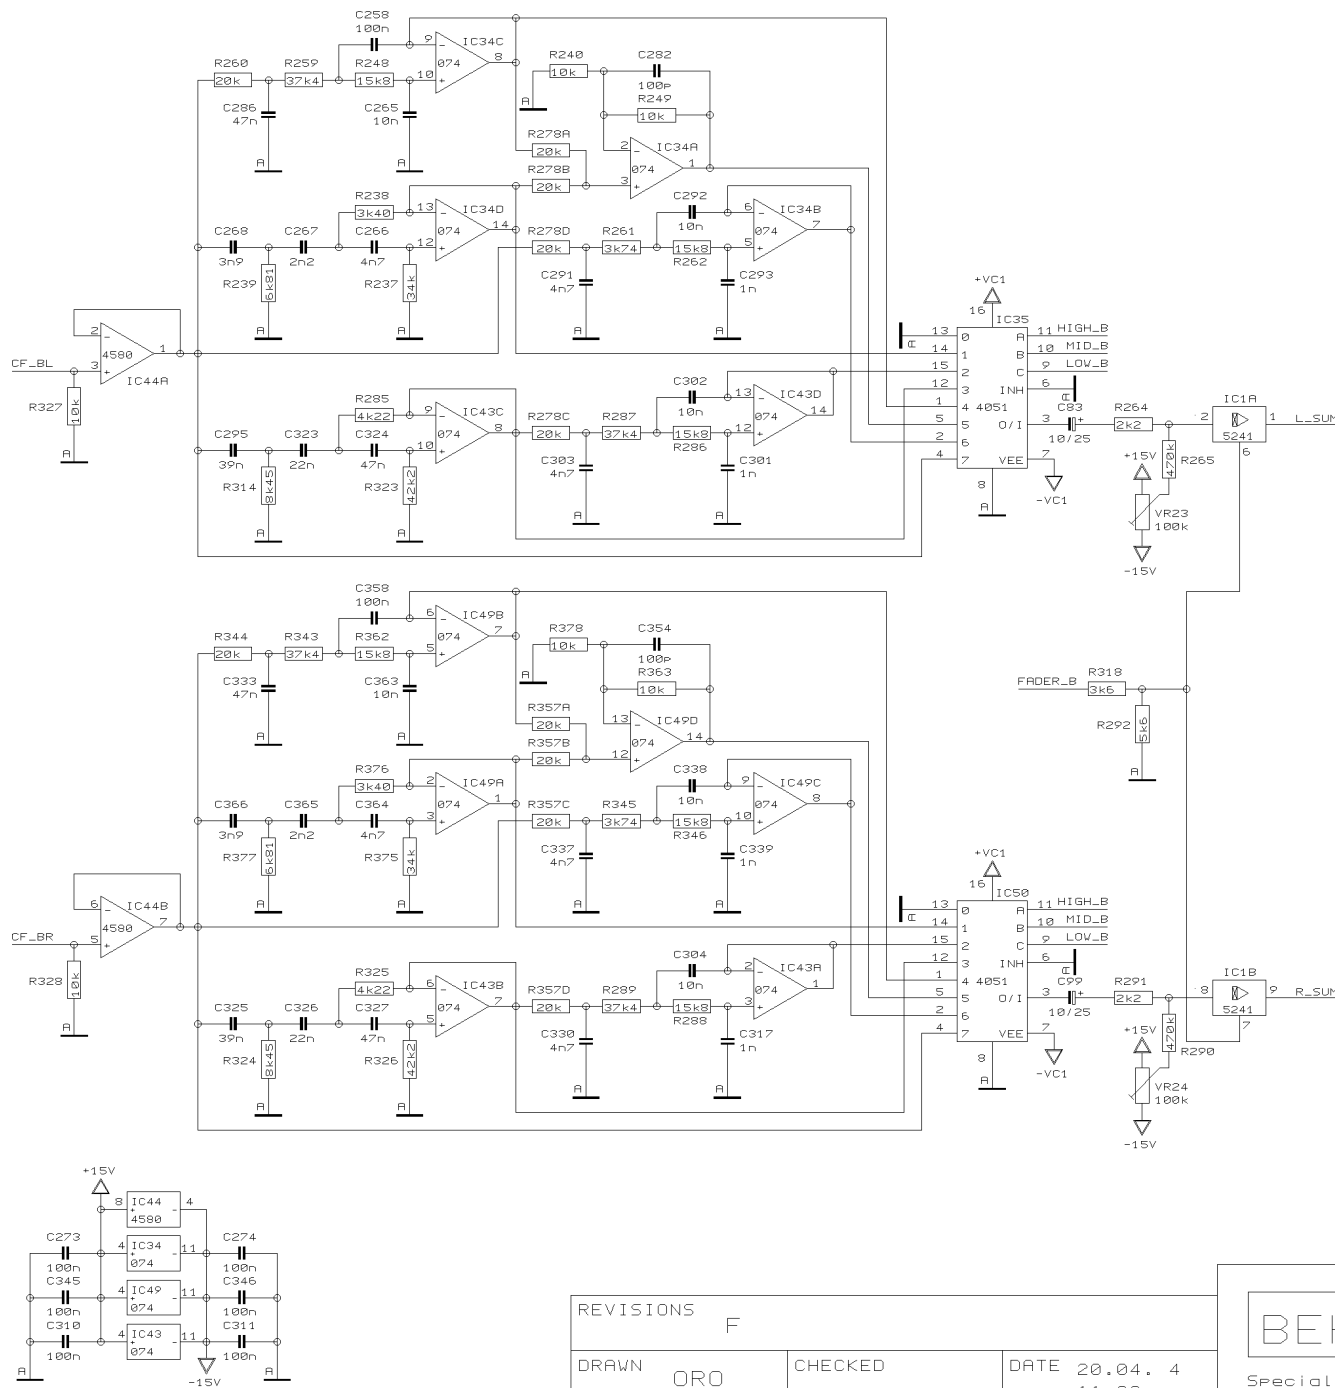 C258
100n
R260
20k
R259
37k4
R248
15k8
9
10
IC34C
074
8
C286
47n
C265
10n
A
A
R240
10k
A
C282
100p
R249
10k
R278A
20k
R278B
20k
2
3
IC34A
074
1
R238
3k40
C268
3n9
C267
2n2
C266
4n7
13
12
IC34D
074
14
R239
6k81
R237
34k
A
A
R278D
20k
R261
3k74
C292
10n
15k8
R262
6
5
IC34B
074
7
C291
4n7
C293
1n
A
A
CF_BL
2
3
4580
1
IC44A
R327
10k
A
R285
4k22
C295
39n
C323
22n
C324
47n
9
10
IC43C
074
8
R314
8k45
R323
42k2
A
A
R278C
20k
R287
37k4
C302
10n
15k8
R286
13
12
IC43D
074
14
C303
4n7
C301
1n
A
A
+VC1
16
IC35
A
13 0
14 1
15 2
12 3
1 4
5 5
2 6
4 7
4051
A 11 HIGH_B
B 10 MID_B
C 9 LOW_B
INH 6
A
O/I 3
VEE 7
-VC1
8
A
C83
+
10/25
R264
2k2
470k
R265
+15V
VR23
100k
-15V
IC1A
2
1
5241
6
L_SUM
C358
100n
R344
20k
R343
37k4
R362
15k8
6
5
IC49B
074
7
C333
47n
C363
10n
A
A
R378
10k
A
C354
100p
R363
10k
R357A
20k
R357B
20k
13
12
IC49D
074
14
R376
3k40
C366
3n9
C365
2n2
C364
4n7
2
3
IC49A
074
1
R377
6k81
R375
34k
A
A
R357C
20k
R345
3k74
C338
10n
15k8
R346
9
10
IC49C
074
8
C337
4n7
C339
1n
A
A
FADER_B
R318
3k6
R292
5k6
A
CF_BR
6
5
IC44B
4580
7
R328
10k
A
R325
4k22
C325
39n
C326
22n
C327
47n
6
5
IC43B
074
7
R324
8k45
R326
42k2
A
A
R357D
20k
R289
37k4
C304
10n
15k8
R288
2
3
IC43A
074
1
C330
4n7
C317
1n
A
A
+VC1
16
IC50
A
13 0
14 1
15 2
12 3
1 4
5 5
2 6
4 7
4051
A 11 HIGH_B
B 10 MID_B
C 9 LOW_B
INH 6
A
O/I 3
VEE 7
-VC1
8
A
C99
+
10/25
R291
2k2
470k
R290
+15V
VR24
100k
-15V
IC1B
8
9
5241
7
R_SUM
+15V
8 IC44 4
4580
C273
100n
4 IC34 11
074
C274
100n
C345
100n
4 IC49 11
074
C346
100n
C310
100n
4 IC43 11
074
C311
100n
A
-15V
A
REVISIONS
F
DRAWN
ORO
CHECKED
DATE 20.04. 4
BEH
Special